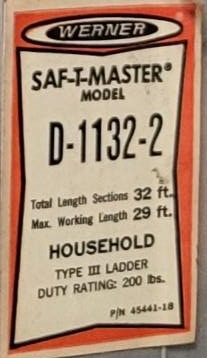 WERNER
SAF-T-MASTER®
MODEL
D-1132-2
Total Length Sections 32 ft.
Max. Working Length 29 ft.
HOUSEHOLD
TYPE III LADDER
DUTY RATING: 200 lbs.
P/N 45441-18